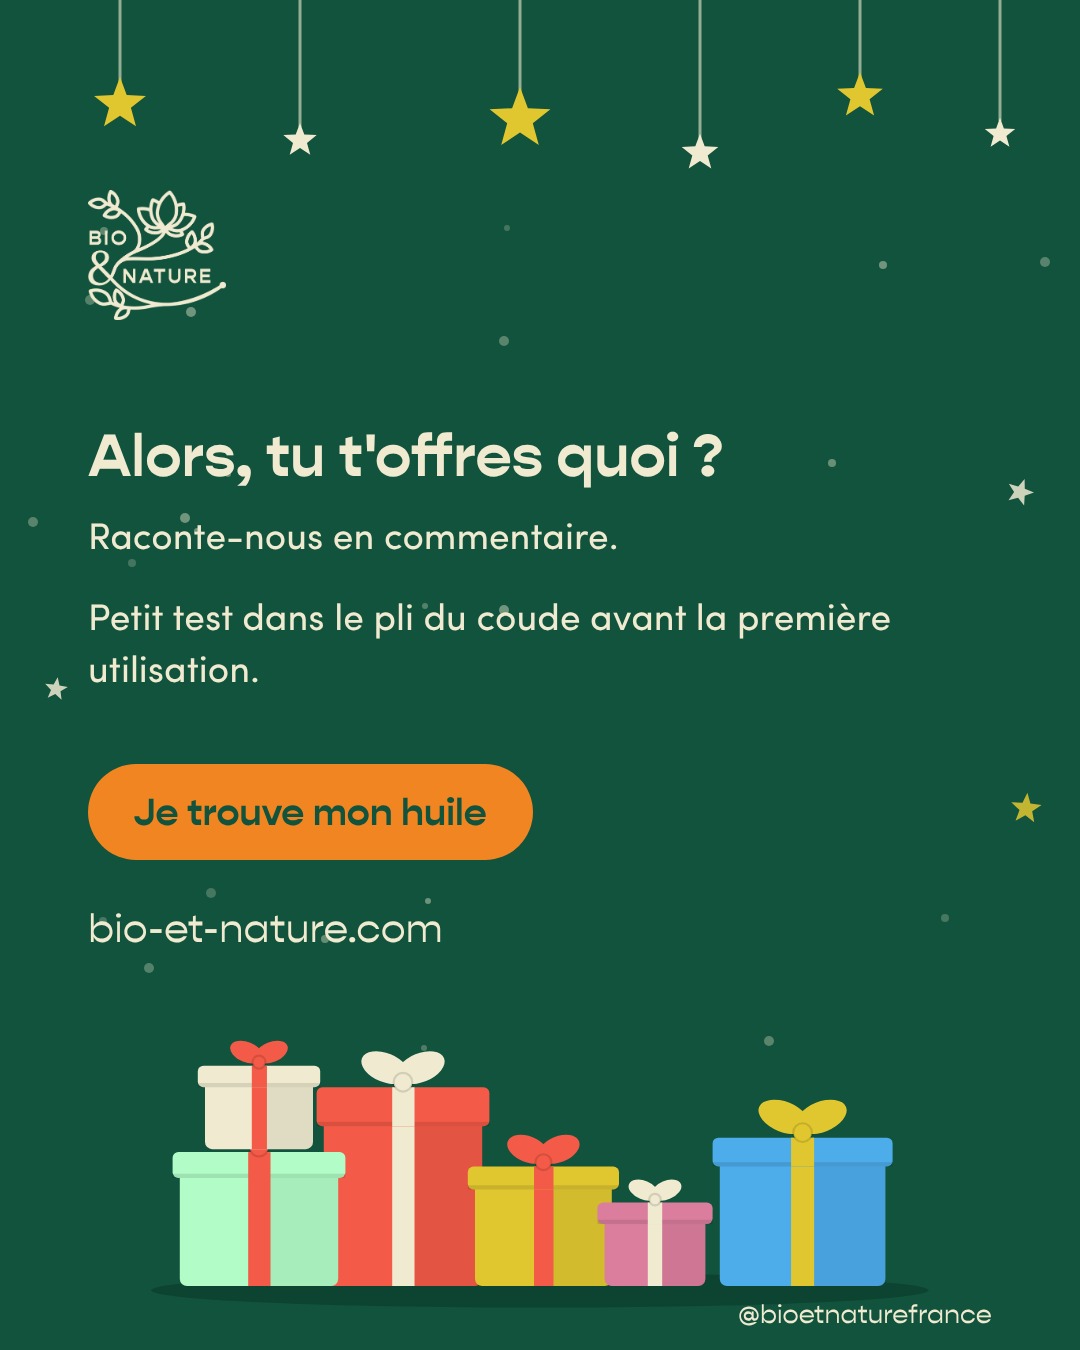 BIO
& NATURE
Alors, tu t'offres quoi ?
Raconte-nous en commentaire.
Petit test dans le pli du coude avant la première
utilisation.
Je trouve mon huile
bio-et-nature.com
@bioetnaturefrance